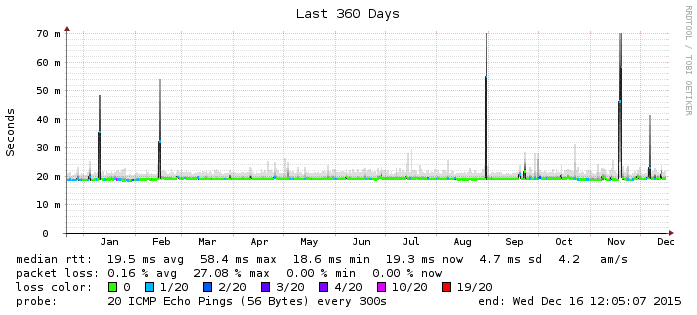 Last 360 Days
RRDTOOL / TOBI OETIKER
Seconds
70 m
60 m
50 m
40 m
30 m
20 m
10 m
0
Jan Feb Mar Apr May Jun Jul Aug Sep Oct Nov Dec
median rtt: 19.5 ms avg 58.4 ms max 18.6 ms min 19.3 ms now 4.7 ms sd 4.2 am/s
packet loss: 0.16 % avg 27.08 % max 0.00 % min 0.00 % now
loss color: 0 1/20 2/20 3/20 4/20 10/20 19/20
probe: 20 ICMP Echo Pings (56 Bytes) every 300s end: Wed Dec 16 12:05:07 2015